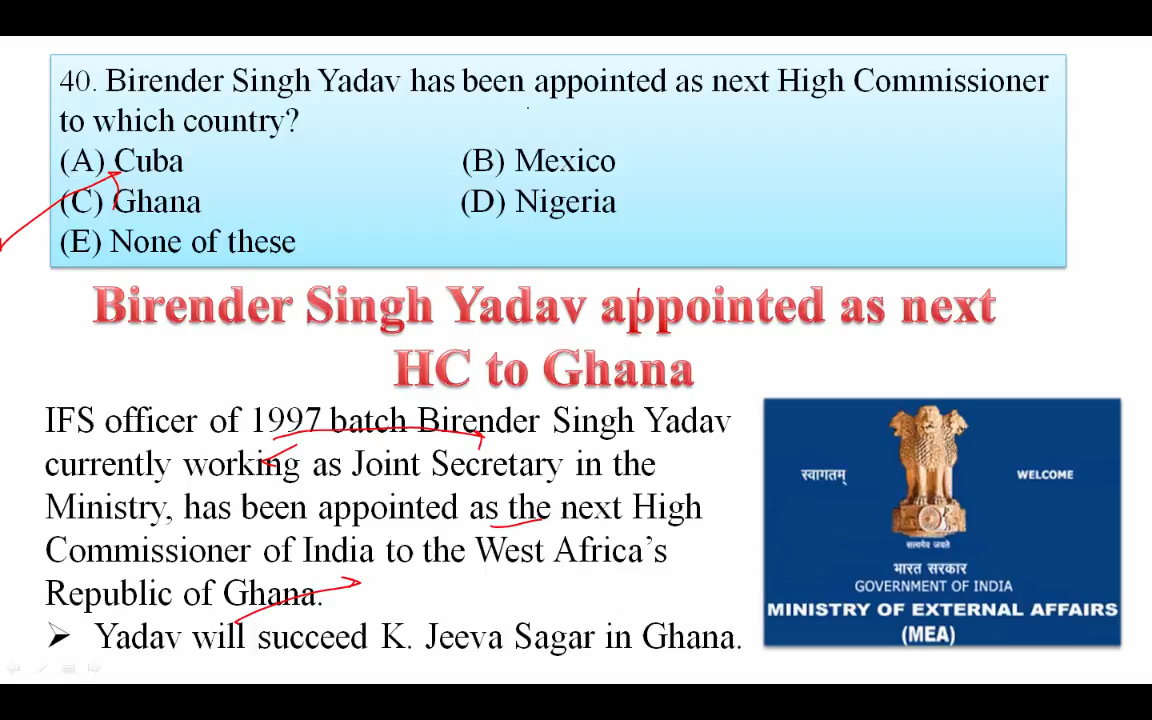 40. Birender Singh Yadav has been appointed as next High Commissioner
to which country?
(A) Cuba (B) Mexico
(C) Ghana (D) Nigeria
(E) None of these
Birender Singh Yadav appointed as next
HC to Ghana
IFS officer of 1997 batch Birender Singh Yadav
currently working as Joint Secretary in the
Ministry, has been appointed as the next High
Commissioner of India to the West Africa’s
Republic of Ghana.
➢ Yadav will succeed K. Jeeva Sagar in Ghana.
स्वागतम् WELCOME
सत्यमेव जयते
भारत सरकार
GOVERNMENT OF INDIA
MINISTRY OF EXTERNAL AFFAIRS
(MEA)